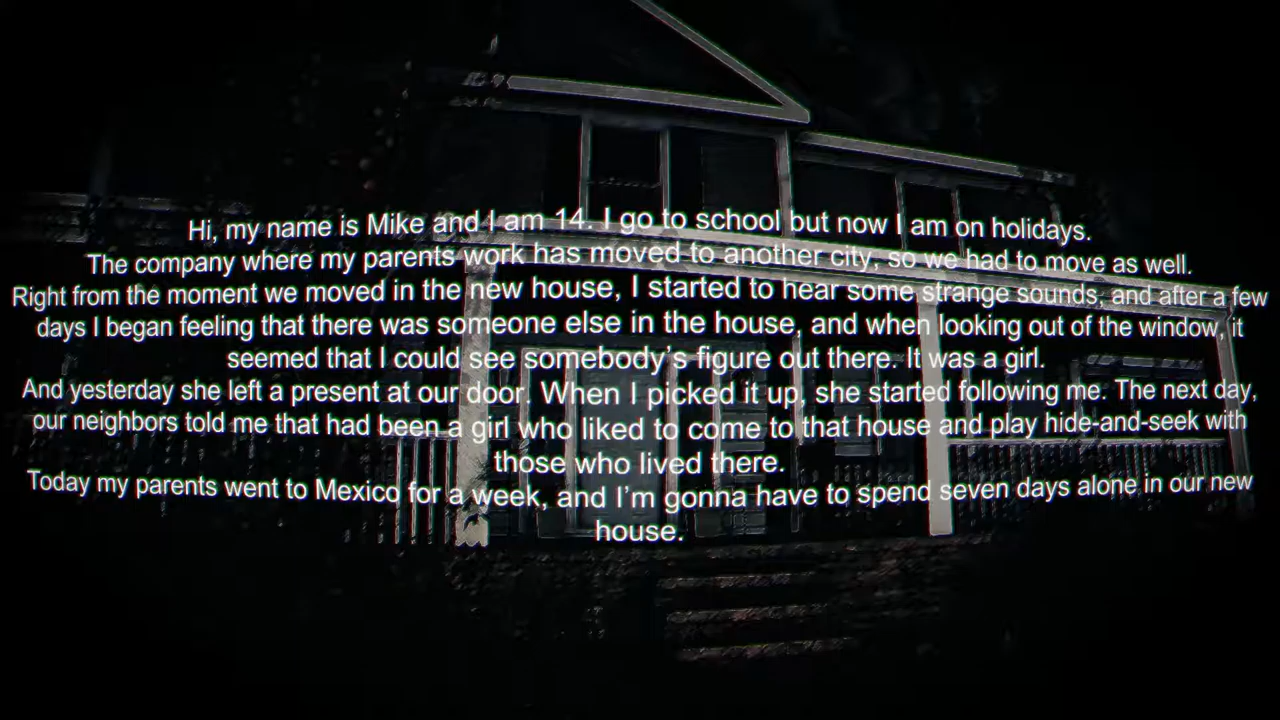 Hi, my name is Mike and I am 14. I go to school but now I am on holidays.
The company where my parents work has moved to another city, so we had to move as well.
Right from the moment we moved in the new house, I started to hear some strange sounds, and after a few
days I began feeling that there was someone else in the house, and when looking out of the window, it
seemed that I could see somebody’s figure out there. It was a girl.
And yesterday she left a present at our door. When I picked it up, she started following me. The next day,
our neighbors told me that had been a girl who liked to come to that house and play hide-and-seek with
those who lived there.
Today my parents went to Mexico for a week, and I’m gonna have to spend seven days alone in our new
house.